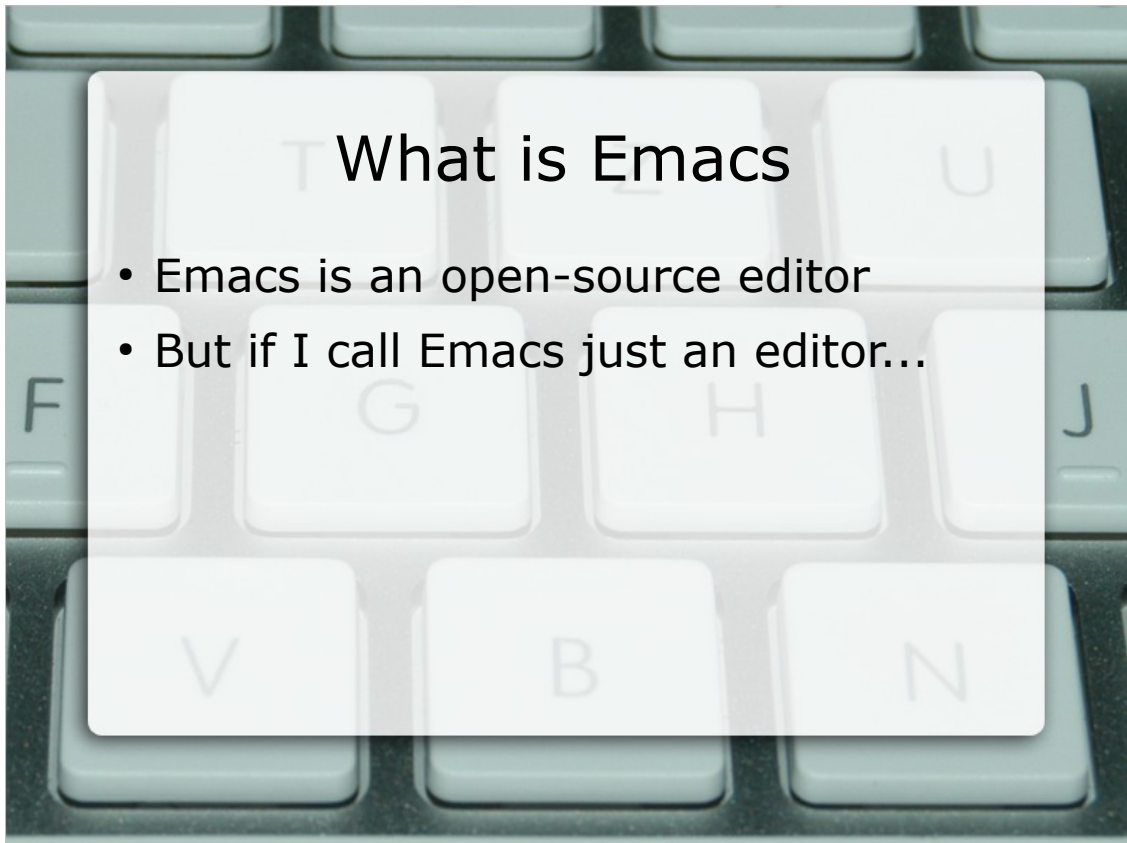 What is Emacs
• Emacs is an open-source editor
• But if I call Emacs just an editor...
T Z U
F G H J
V B N